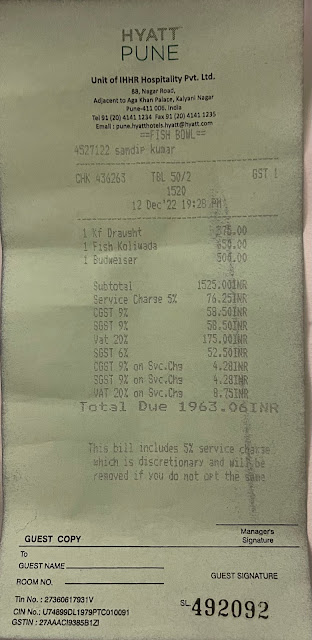 HYATT
PUNE
Unit of IHHR Hospitality Pvt. Ltd.
88, Nagar Road,
Adjacent to Aga Khan Palace, Kalyani Nagar
Pune-411 006, India
Tel 91 (20) 4141 1234 Fax 91 (20) 4141 1235
Email : pune.hyatthotels.hyatt@hyatt.com
==FISH BOWL==
4527122 sandip kumar
CHK 436263 TBL 50/2 GST 1
1520
12 Dec'22 19:28 PM
1 Kf Draught 375.00
1 Fish Koliwada 650.00
1 Budweiser 500.00
Subtotal 1525.00INR
Service Charge 5% 76.25INR
CGST 9% 58.50INR
SGST 9% 58.50INR
Vat 20% 175.00INR
SGST 6% 52.50INR
CGST 9% on Svc.Chg 4.28INR
SGST 9% on Svc.Chg 4.28INR
VAT 20% on Svc.Chg 8.75INR
Total Due 1963.06INR
This bill includes 5% service charge
which is discretionary and will be
removed if you do not opt the same
Manager's
Signature
GUEST COPY
To
GUEST NAME
ROOM NO.
GUEST SIGNATURE
Tin No. : 27360617931V
CIN No.: U74899DL1979PTC010091
GSTIN : 27AAACI9385B1ZI
SL 492092